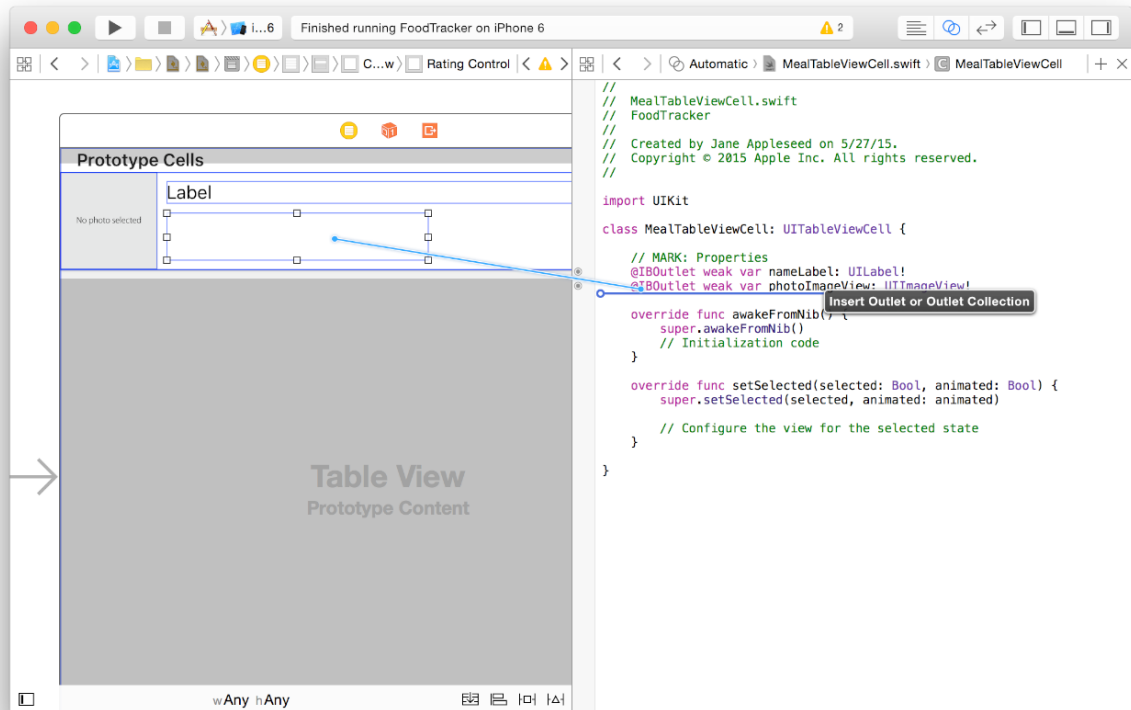 i...6
Finished running FoodTracker on iPhone 6
2
C...w
Rating Control
Automatic
MealTableViewCell.swift
C
MealTableViewCell
Prototype Cells
No photo selected
Label
Table View
Prototype Content
wAny hAny
//
//  MealTableViewCell.swift
//  FoodTracker
//
//  Created by Jane Appleseed on 5/27/15.
//  Copyright © 2015 Apple Inc. All rights reserved.
//
import UIKit
class MealTableViewCell: UITableViewCell {
    // MARK: Properties
    @IBOutlet weak var nameLabel: UILabel!
    @IBOutlet weak var photoImageView: UIImageView!
Insert Outlet or Outlet Collection
    override func awakeFromNib() {
        super.awakeFromNib()
        // Initialization code
    }
    override func setSelected(selected: Bool, animated: Bool) {
        super.setSelected(selected, animated: animated)
        // Configure the view for the selected state
    }
}